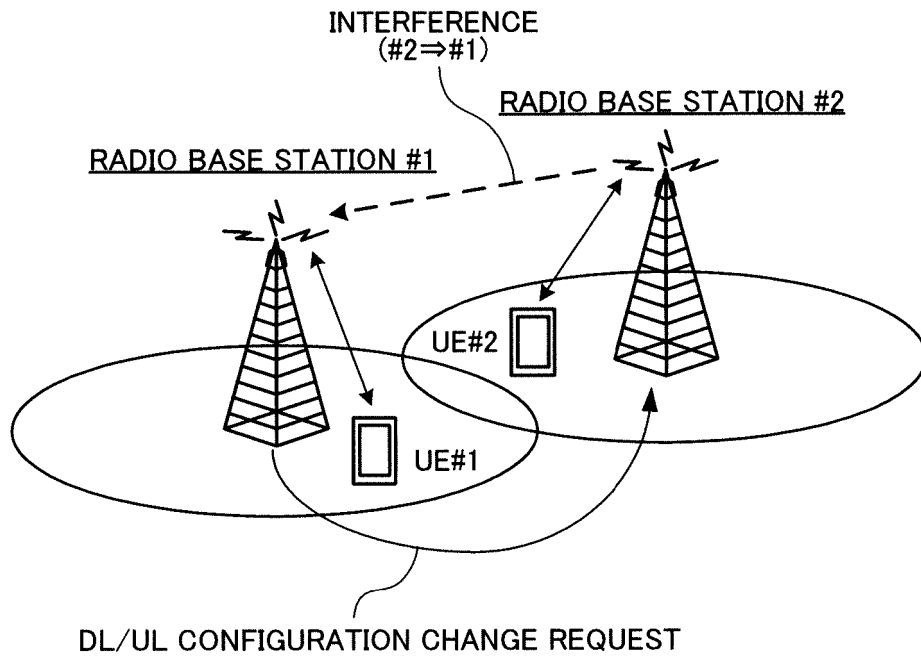 INTERFERENCE
(#2⇒#1)
RADIO BASE STATION #2
RADIO BASE STATION #1
UE#2
UE#1
DL/UL CONFIGURATION CHANGE REQUEST